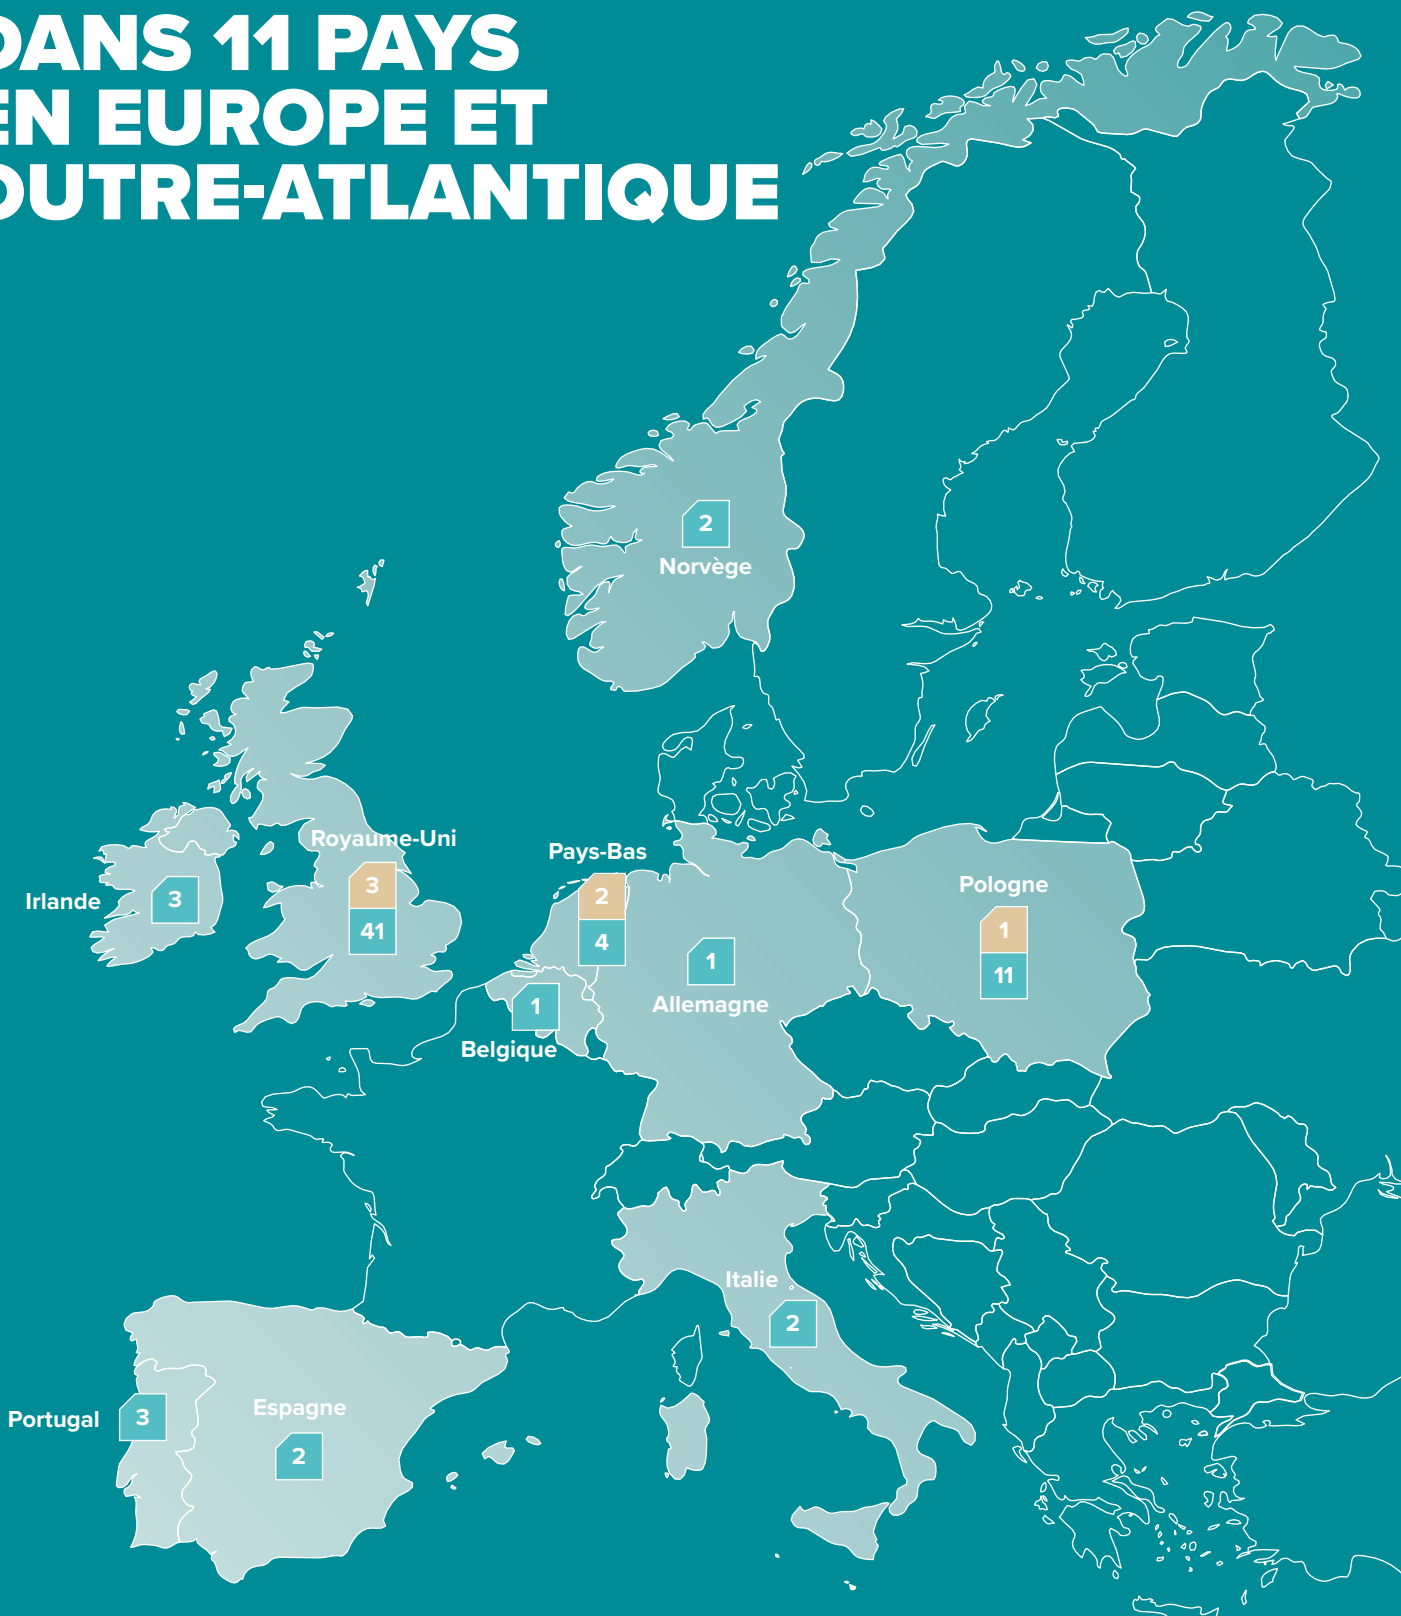 DANS 11 PAYS
EN EUROPE ET
OUTRE-ATLANTIQUE
2
Norvège
Royaume-Uni
3
41
Irlande
3
Pays-Bas
2
4
1
Allemagne
1
Belgique
Pologne
1
11
Italie
2
Portugal
3
Espagne
2